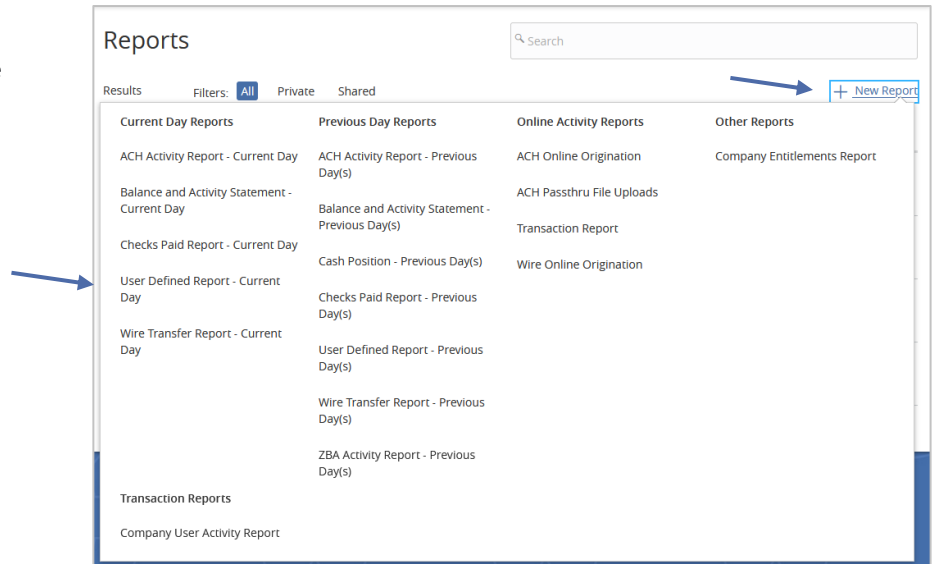 Reports
Search
Results
Filters: All Private Shared
+ New Report
Current Day Reports
ACH Activity Report - Current Day
Balance and Activity Statement -
Current Day
Checks Paid Report - Current Day
User Defined Report - Current
Day
Wire Transfer Report - Current
Day
Previous Day Reports
ACH Activity Report - Previous
Day(s)
Balance and Activity Statement -
Previous Day(s)
Cash Position - Previous Day(s)
Checks Paid Report - Previous
Day(s)
User Defined Report - Previous
Day(s)
Wire Transfer Report - Previous
Day(s)
ZBA Activity Report - Previous
Day(s)
Online Activity Reports
ACH Online Origination
ACH Passthru File Uploads
Transaction Report
Wire Online Origination
Other Reports
Company Entitlements Report
Transaction Reports
Company User Activity Report